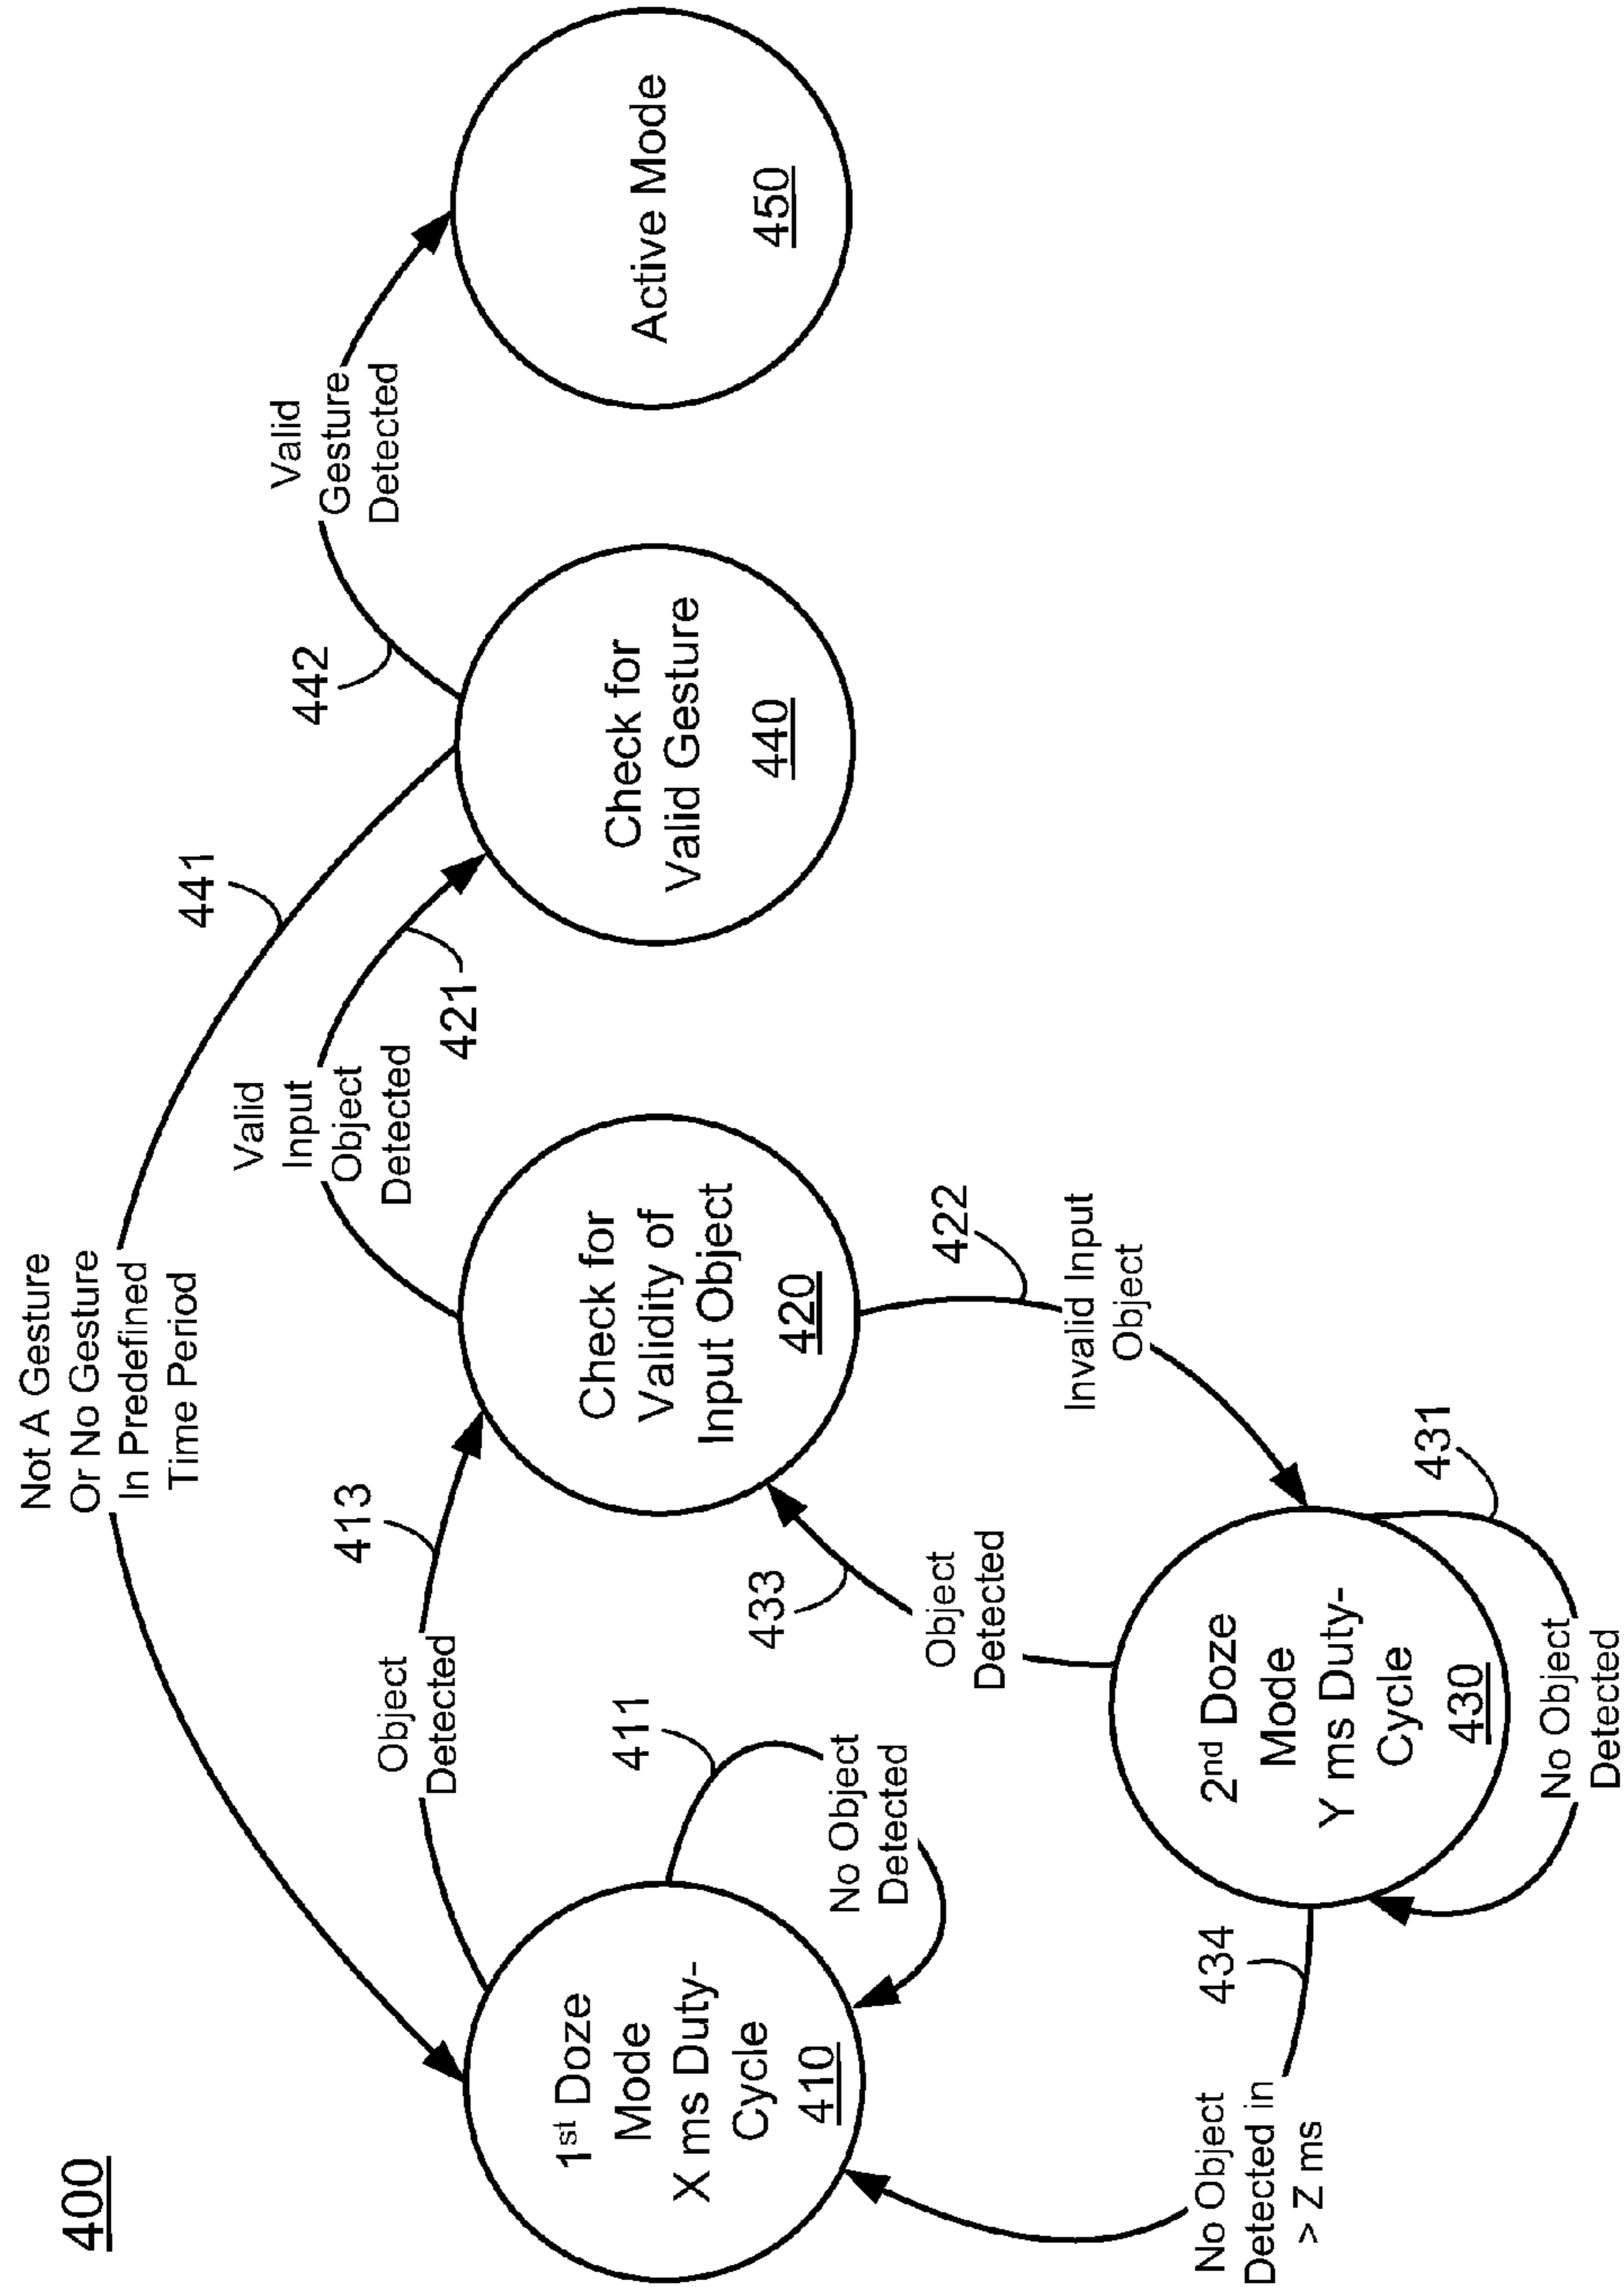 400
Not A Gesture
Or No Gesture
In Predefined
Time Period
441
Valid
Input
Object
Detected
421
442
Valid
Gesture
Detected
413
Object
Detected
1st Doze
Mode
X ms Duty-
Cycle
410
411
No Object
Detected
Check for
Validity of
Input Object
420
Check for
Valid Gesture
440
Active Mode
450
433
Object
Detected
422
Invalid Input
Object
No Object
Detected in
> Z ms
434
2nd Doze
Mode
Y ms Duty-
Cycle
430
431
No Object
Detected